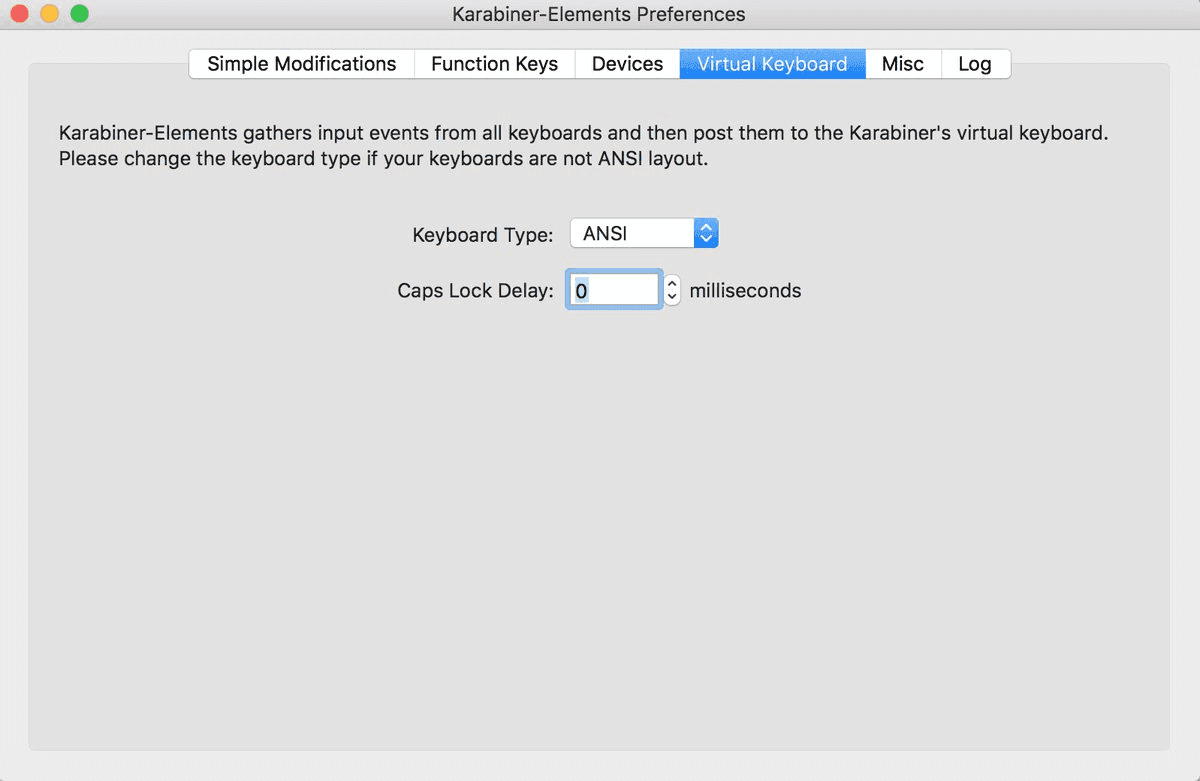 Karabiner-Elements Preferences
Simple Modifications Function Keys Devices Virtual Keyboard Misc Log
Karabiner-Elements gathers input events from all keyboards and then post them to the Karabiner's virtual keyboard.
Please change the keyboard type if your keyboards are not ANSI layout.
Keyboard Type: ANSI
Caps Lock Delay: 0 milliseconds